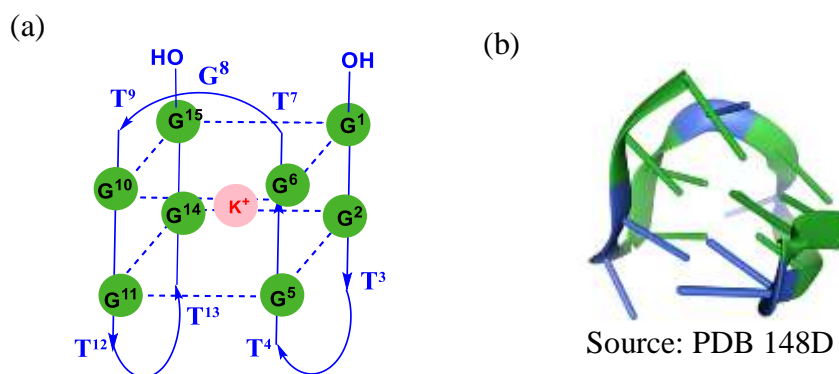 (a)
(b)
HO
OH
G8
T9
T7
G15
G1
G10
G6
G14
K+
G2
G11
G5
T3
T13
T12
T4
Source: PDB 148D